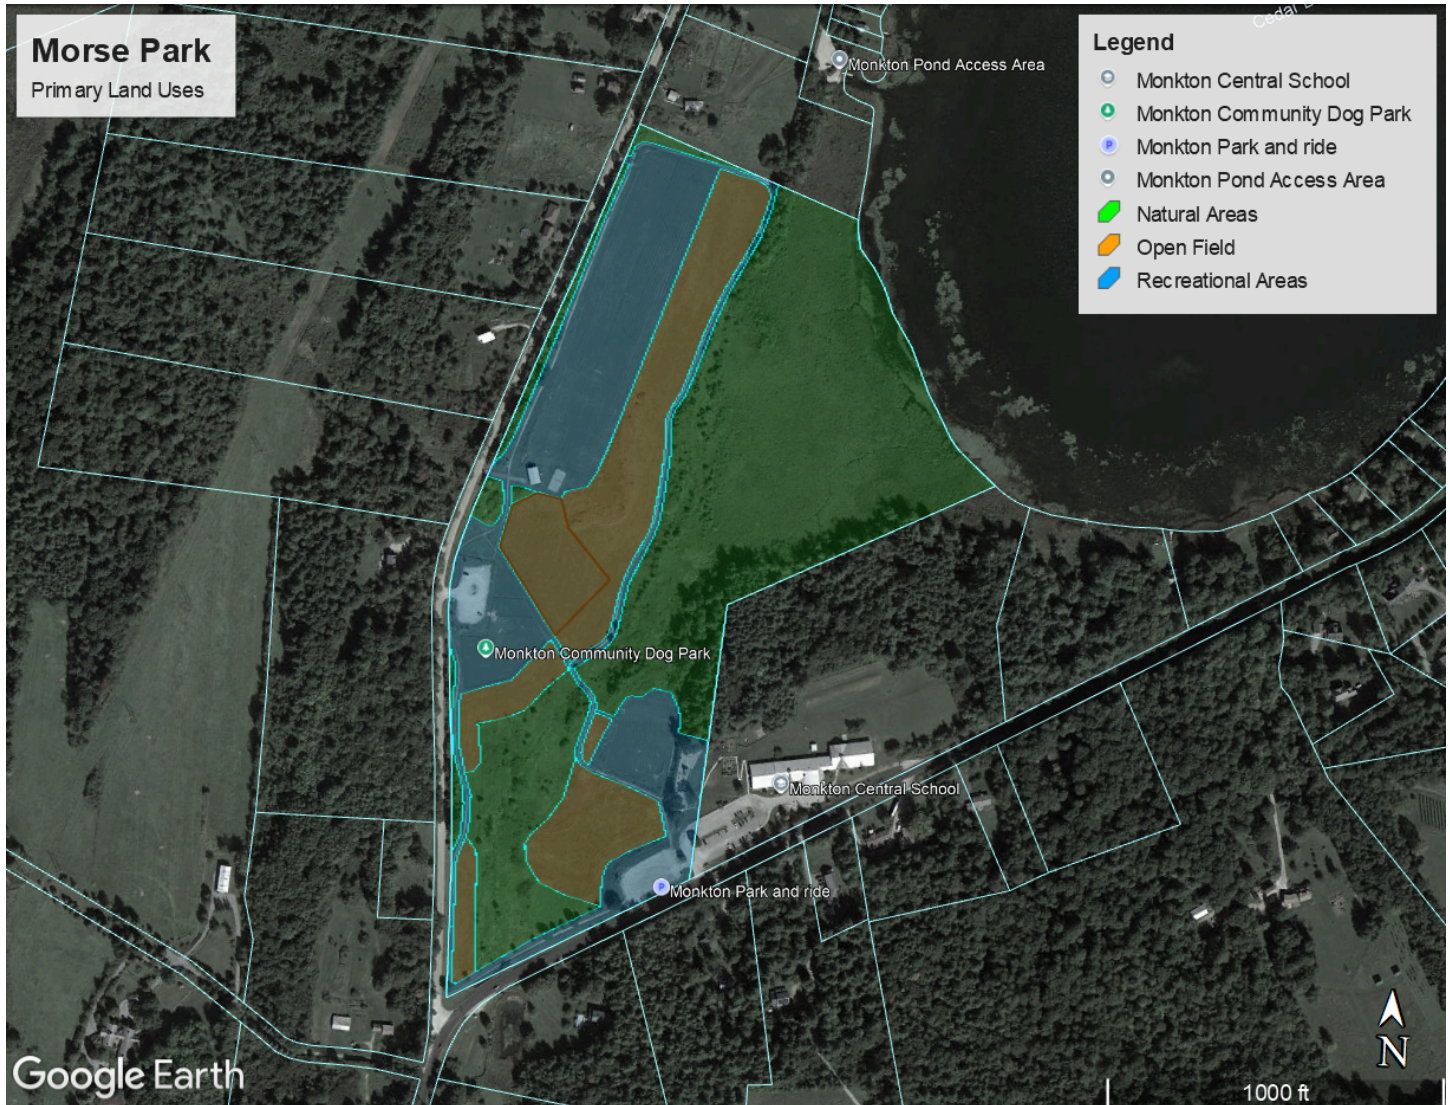 Morse Park
Primary Land Uses
Monkton Pond Access Area
Cedar
Legend
Monkton Central School
Monkton Community Dog Park
P Monkton Park and ride
Monkton Pond Access Area
Natural Areas
Open Field
Recreational Areas
Monkton Community Dog Park
Monkton Central School
P Monkton Park and ride
N
Google Earth
1000 ft